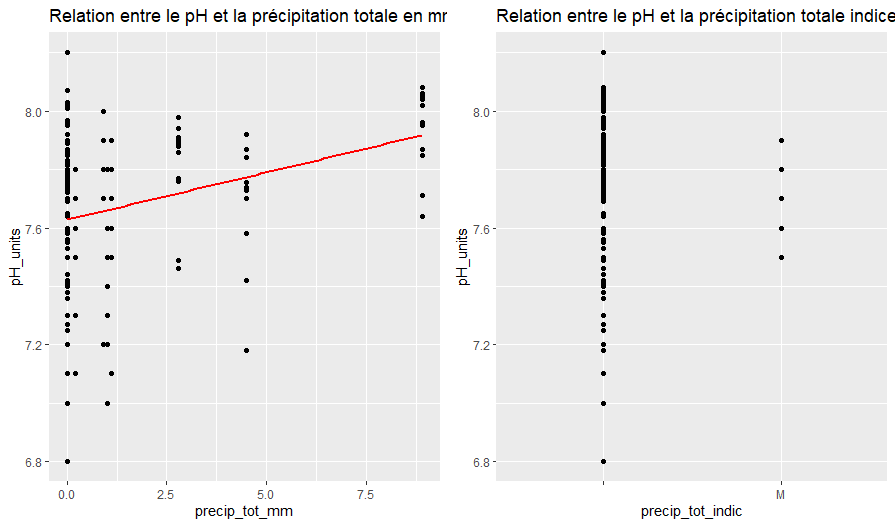 Relation entre le pH et la précipitation totale en mm
pH_units
8.0
7.6
7.2
6.8
0.0 2.5 5.0 7.5
precip_tot_mm
Relation entre le pH et la précipitation totale indice
pH_units
8.0
7.6
7.2
6.8
M
precip_tot_indic